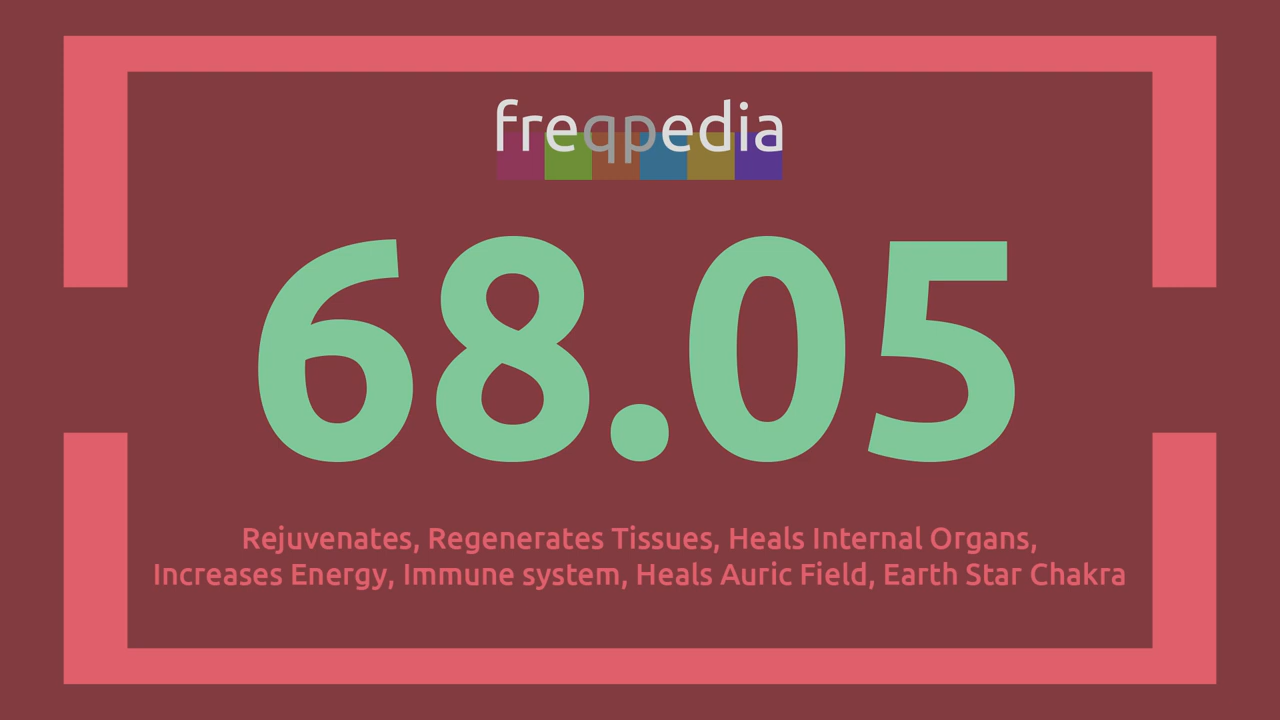 freqpedia
68.05
Rejuvenates, Regenerates Tissues, Heals Internal Organs,
Increases Energy, Immune system, Heals Auric Field, Earth Star Chakra